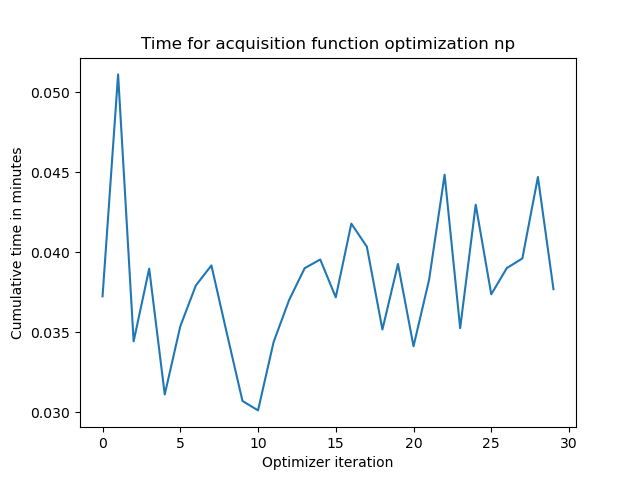 Time for acquisition function optimization np
0.050
0.045
0.040
0.035
0.030
Cumulative time in minutes
0 5 10 15 20 25 30
Optimizer iteration